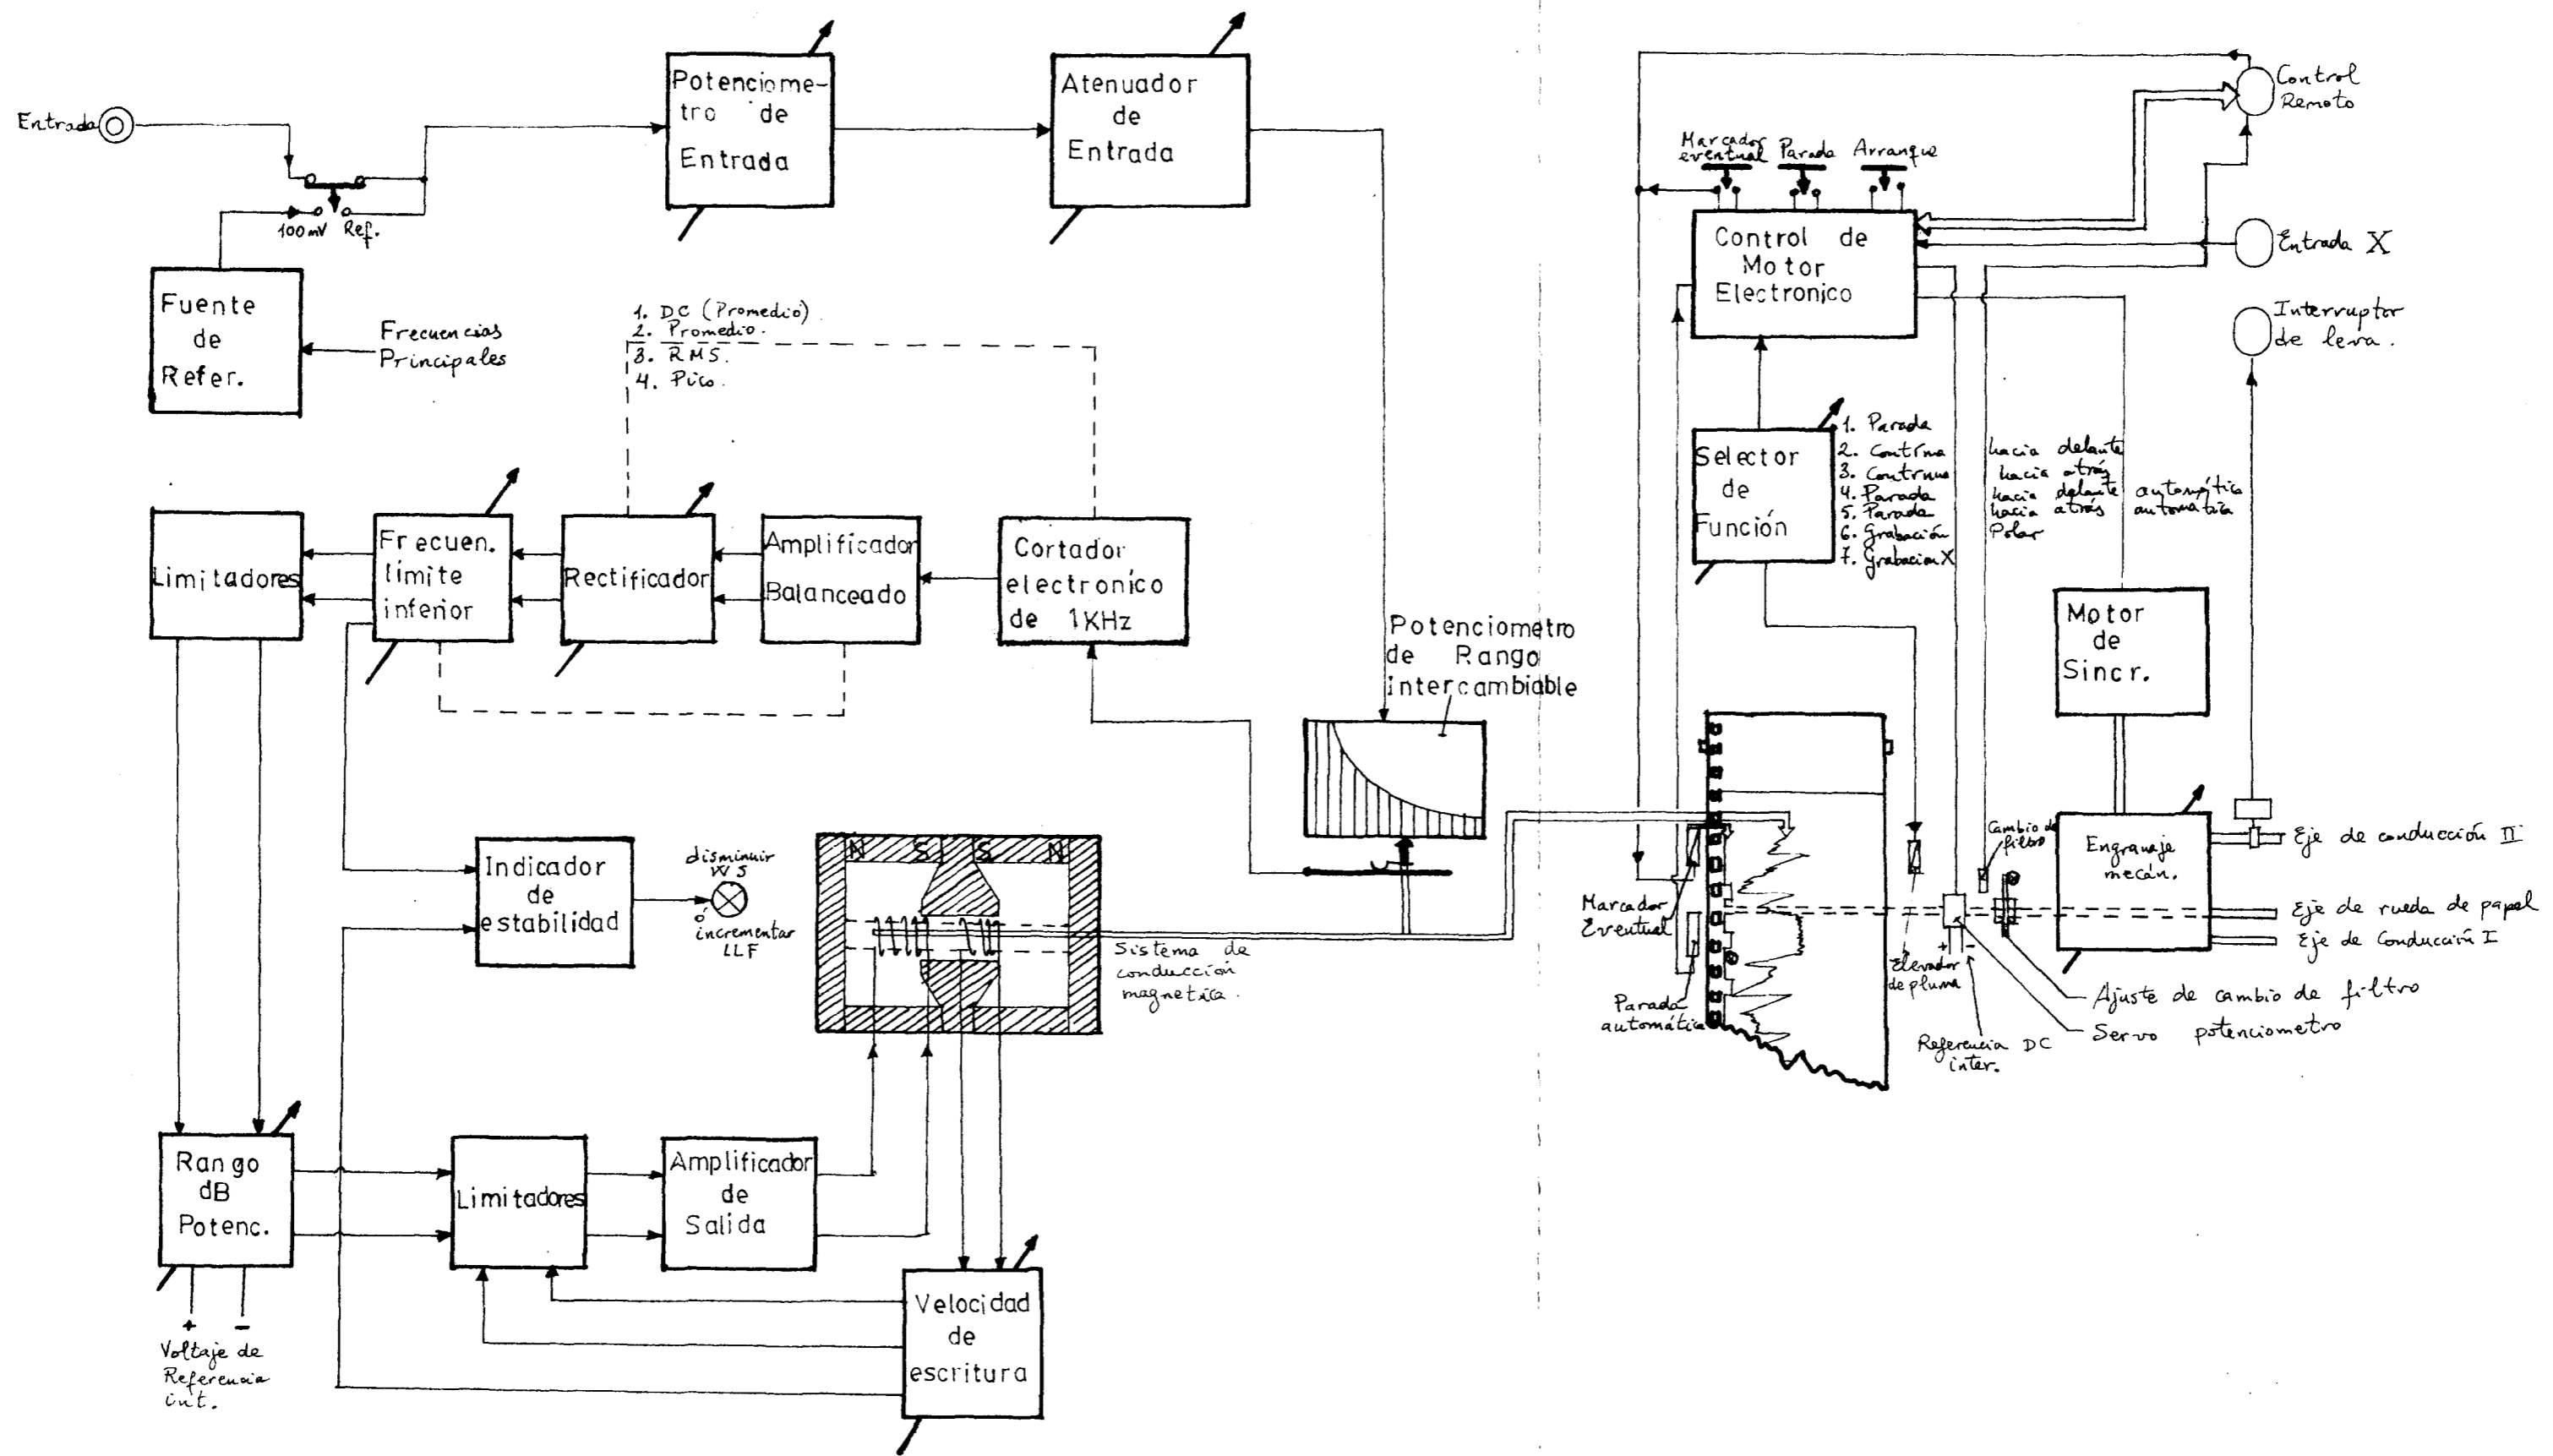 Entrada
100mV Ref.
Fuente
de
Refer.
Frecuencias
Principales
Potenciome-
tro de
Entrada
Atenuador
de
Entrada
1. DC (Promedio)
2. Promedio.
3. RMS.
4. Pico.
Limitadores
Frecuen.
límite
inferior
Rectificador
Amplificador
Balanceado
Cortador
electronico
de 1KHz
Potenciometro
de Rango
intercambiable
Indicador
de
estabilidad
disminuir
WS
ó
incrementar
LLF
N S S N
Sistema de
conducción
magnetica.
Rango
dB
Potenc.
+ −
Voltaje de
Referencia
int.
Limitadores
Amplificador
de
Salida
Velocidad
de
escritura
Control
Remoto
Marcador
eventual
Parada
Arranque
Control de
Motor
Electronico
Entrada X
Interruptor
de leva.
Selector
de
Función
1. Parada
2. Contrna hacia delante
3. Contrnua hacia atrás
4. Parada hacia delante automática
5. Parada hacia atrás automatica
6. Grabación Polar
7. Grabacion X
Motor
de
Sincr.
Cambio de
filtro
Engranaje
mecán.
Eje de conducción II
Eje de rueda de papel
Eje de Conducción I
Marcador
Eventual
Parada
automática
Elevador
de pluma
+ −
Referencia DC
inter.
Ajuste de cambio de filtro
Servo potenciometro